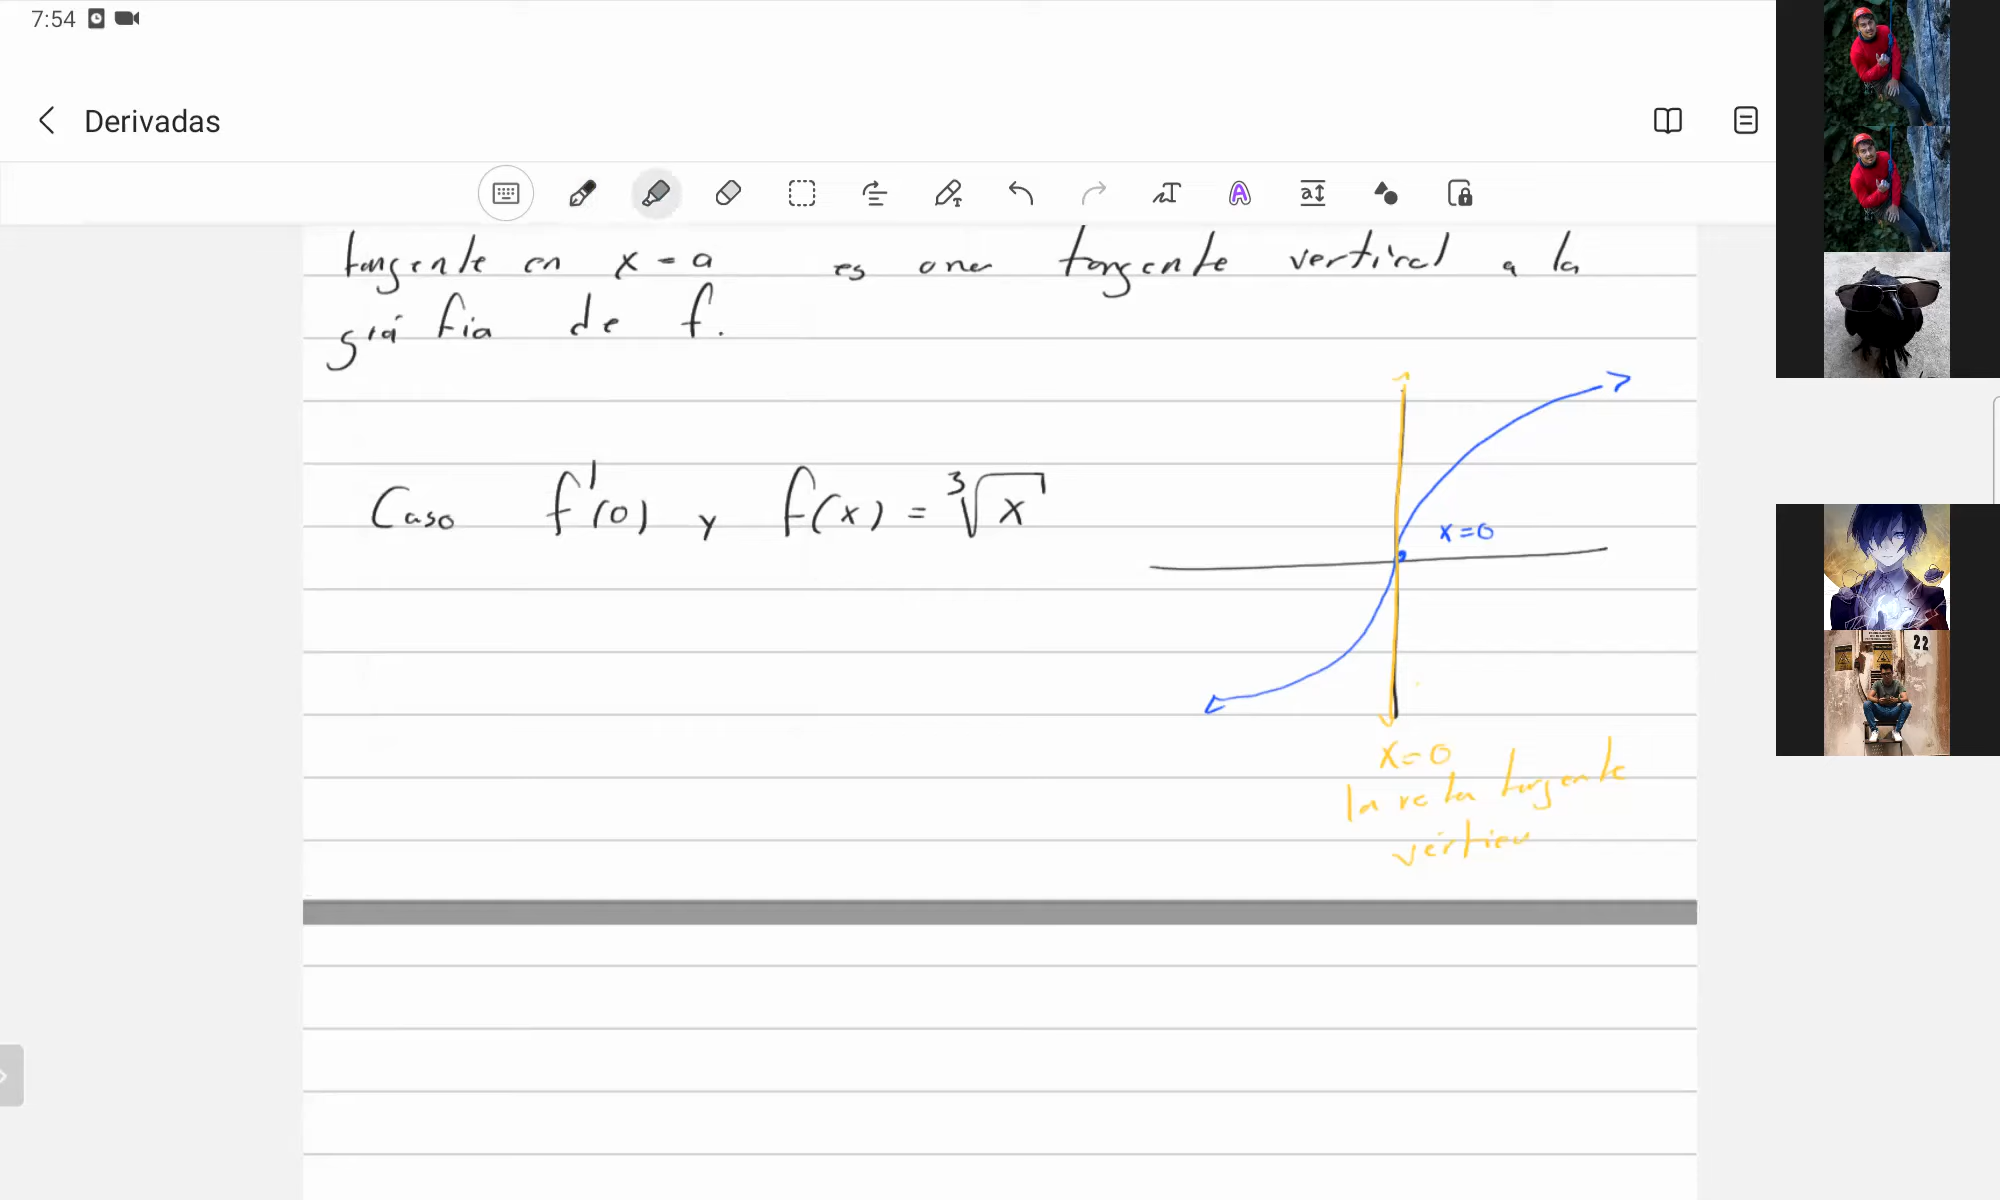 7:54
Derivadas
tangente en x = a es una tangente vertical a la
gráfica de f.
Caso f'(0) y f(x) = ∛x
x=0
x=0
la recta tangente
vertical
22